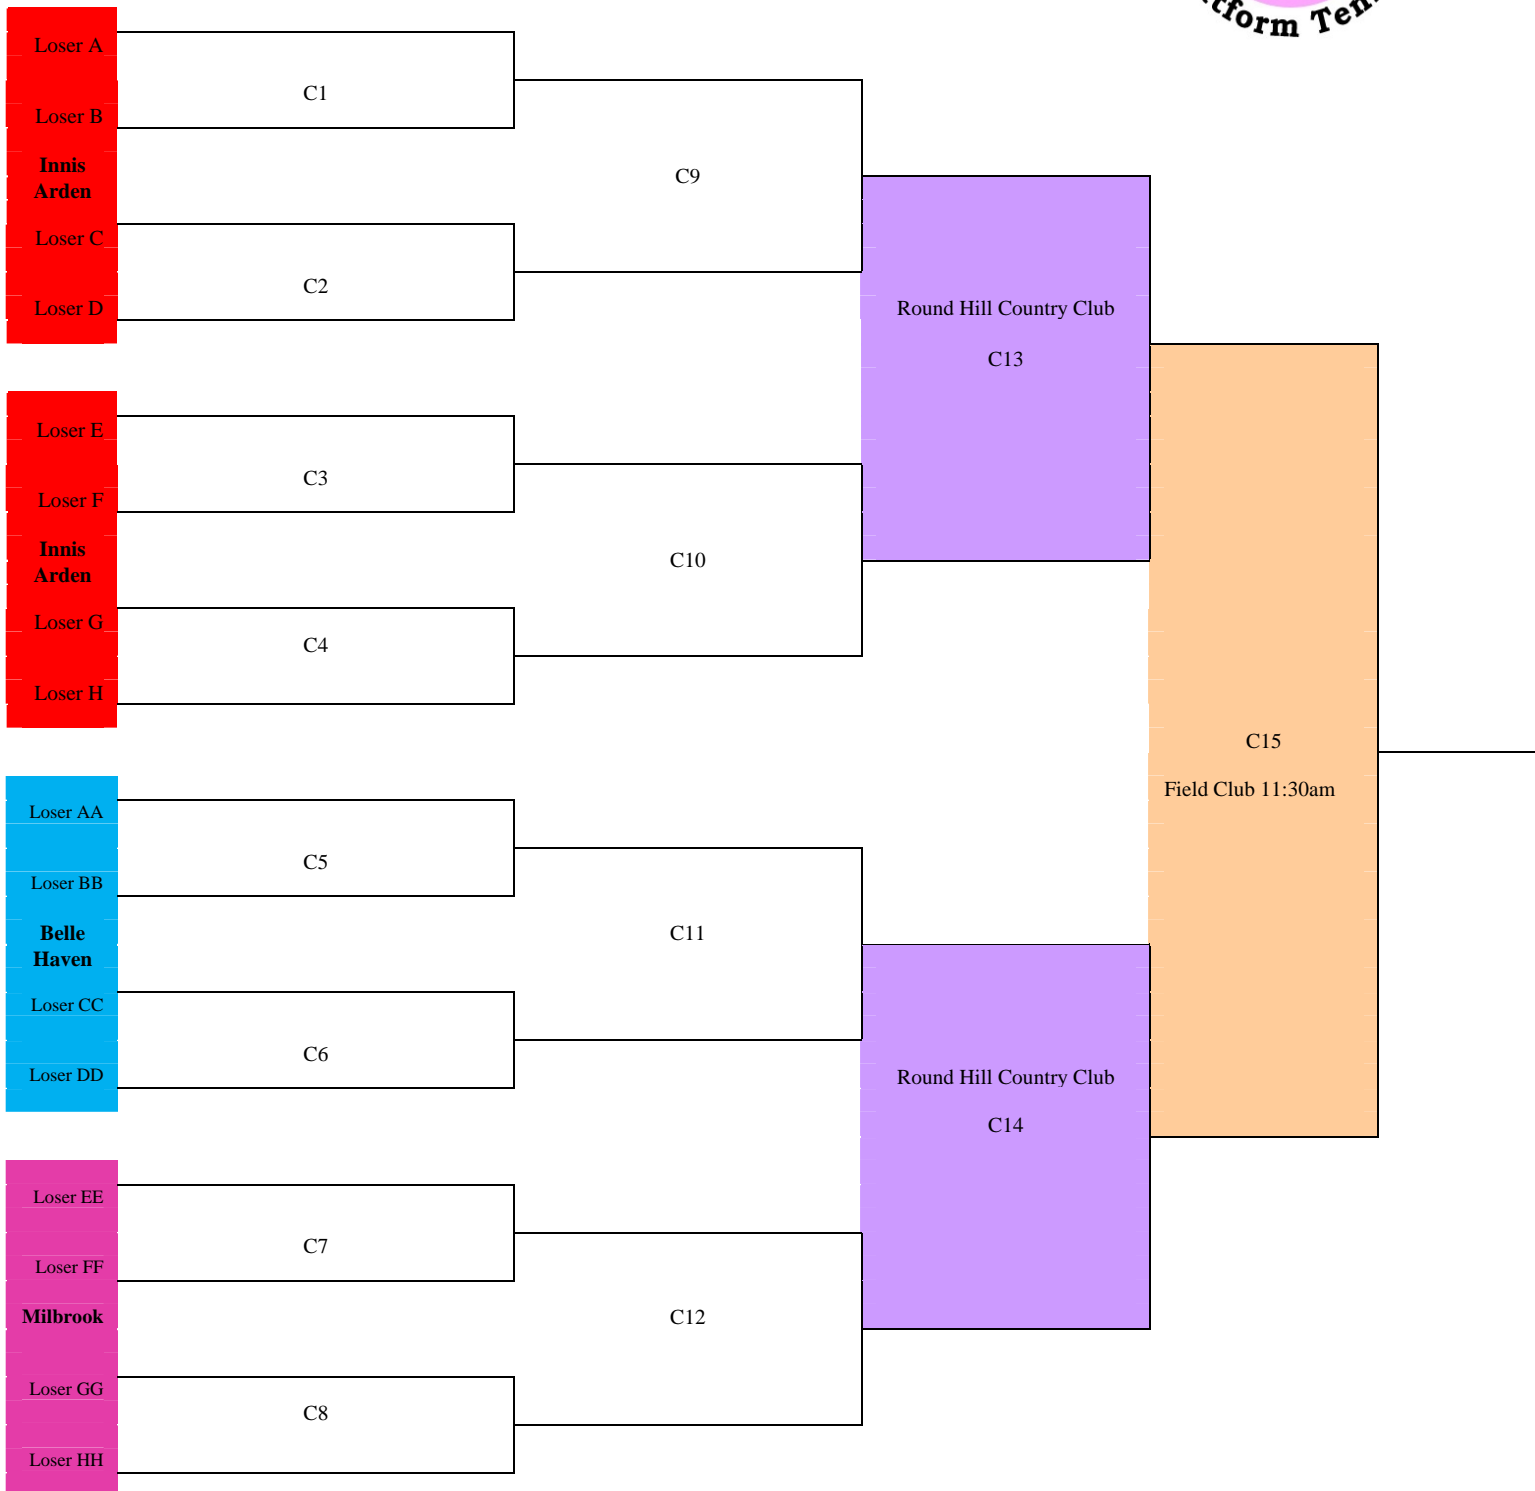 tform Ten
Loser A
C1
Loser B
Innis
Arden
C9
Loser C
C2
Loser D
Round Hill Country Club
C13
Loser E
C3
Loser F
Innis
Arden
C10
Loser G
C4
Loser H
C15
Field Club 11:30am
Loser AA
C5
Loser BB
Belle
Haven
C11
Loser CC
C6
Loser DD
Round Hill Country Club
C14
Loser EE
C7
Loser FF
Milbrook
C12
Loser GG
C8
Loser HH